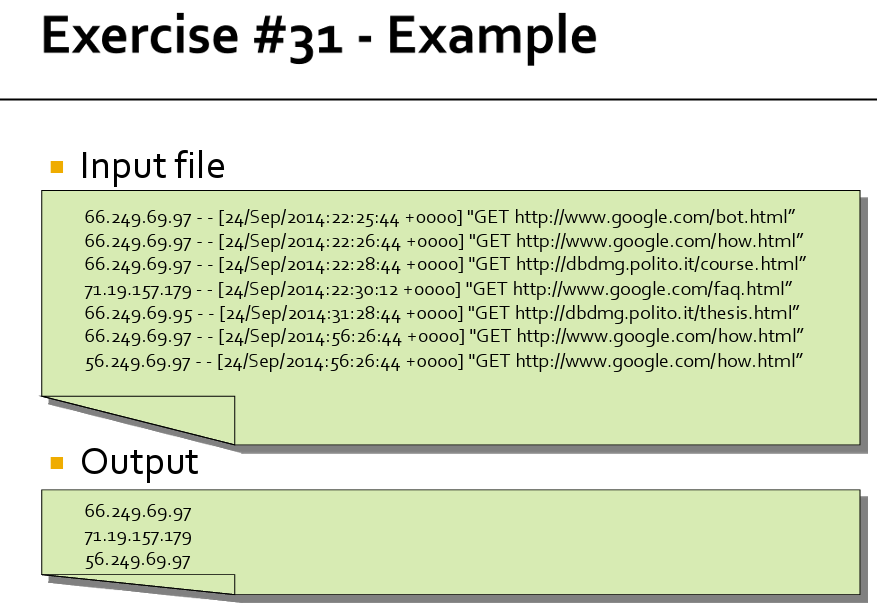 Exercise #31 - Example
Input file
66.249.69.97 - - [24/Sep/2014:22:25:44 +0000] "GET http://www.google.com/bot.html”
66.249.69.97 - - [24/Sep/2014:22:26:44 +0000] "GET http://www.google.com/how.html”
66.249.69.97 - - [24/Sep/2014:22:28:44 +0000] "GET http://dbdmg.polito.it/course.html”
71.19.157.179 - - [24/Sep/2014:22:30:12 +0000] "GET http://www.google.com/faq.html”
66.249.69.95 - - [24/Sep/2014:31:28:44 +0000] "GET http://dbdmg.polito.it/thesis.html”
66.249.69.97 - - [24/Sep/2014:56:26:44 +0000] "GET http://www.google.com/how.html”
56.249.69.97 - - [24/Sep/2014:56:26:44 +0000] "GET http://www.google.com/how.html”
Output
66.249.69.97
71.19.157.179
56.249.69.97